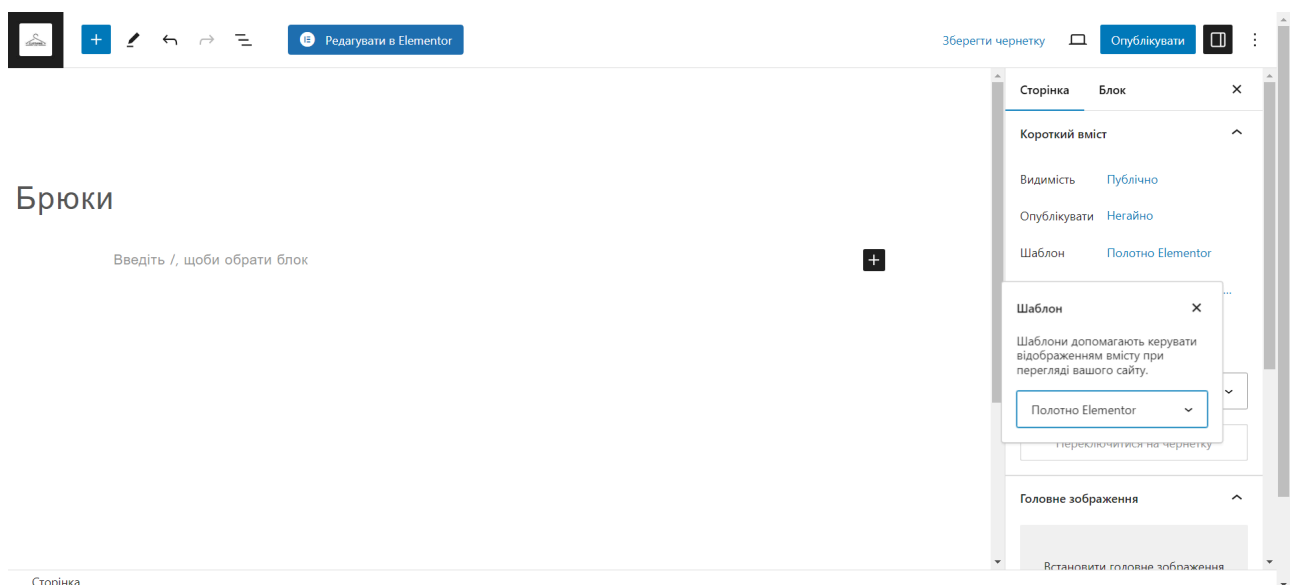 Редагувати в Elementor
Зберегти чернетку
Опублікувати
Сторінка Блок
Короткий вміст
Видимість Публічно
Опублікувати Негайно
Шаблон Полотно Elementor
Брюки
Введіть /, щоби обрати блок
Шаблон
Шаблони допомагають керувати
відображенням вмісту при
перегляді вашого сайту.
Полотно Elementor
Переключитися на чернетку
Головне зображення
Встановити головне зображення
Сторінка